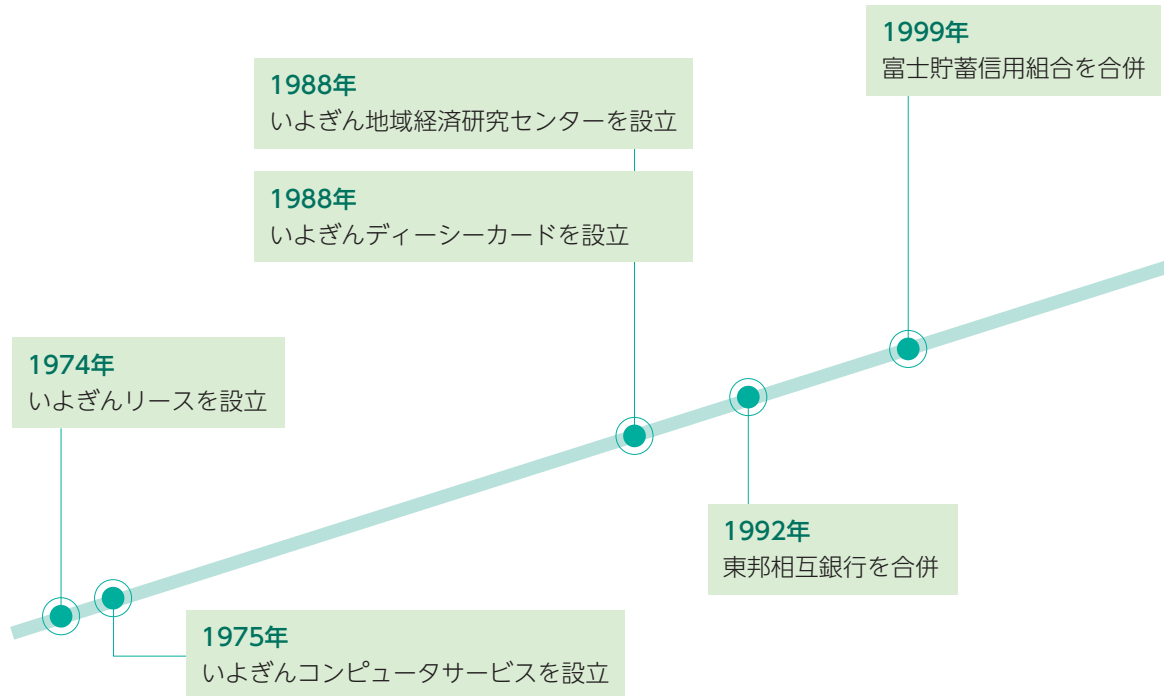 1999年
富士貯蓄信用組合を合併
1988年
いよぎん地域経済研究センターを設立
1988年
いよぎんディーシーカードを設立
1974年
いよぎんリースを設立
1992年
東邦相互銀行を合併
1975年
いよぎんコンピュータサービスを設立